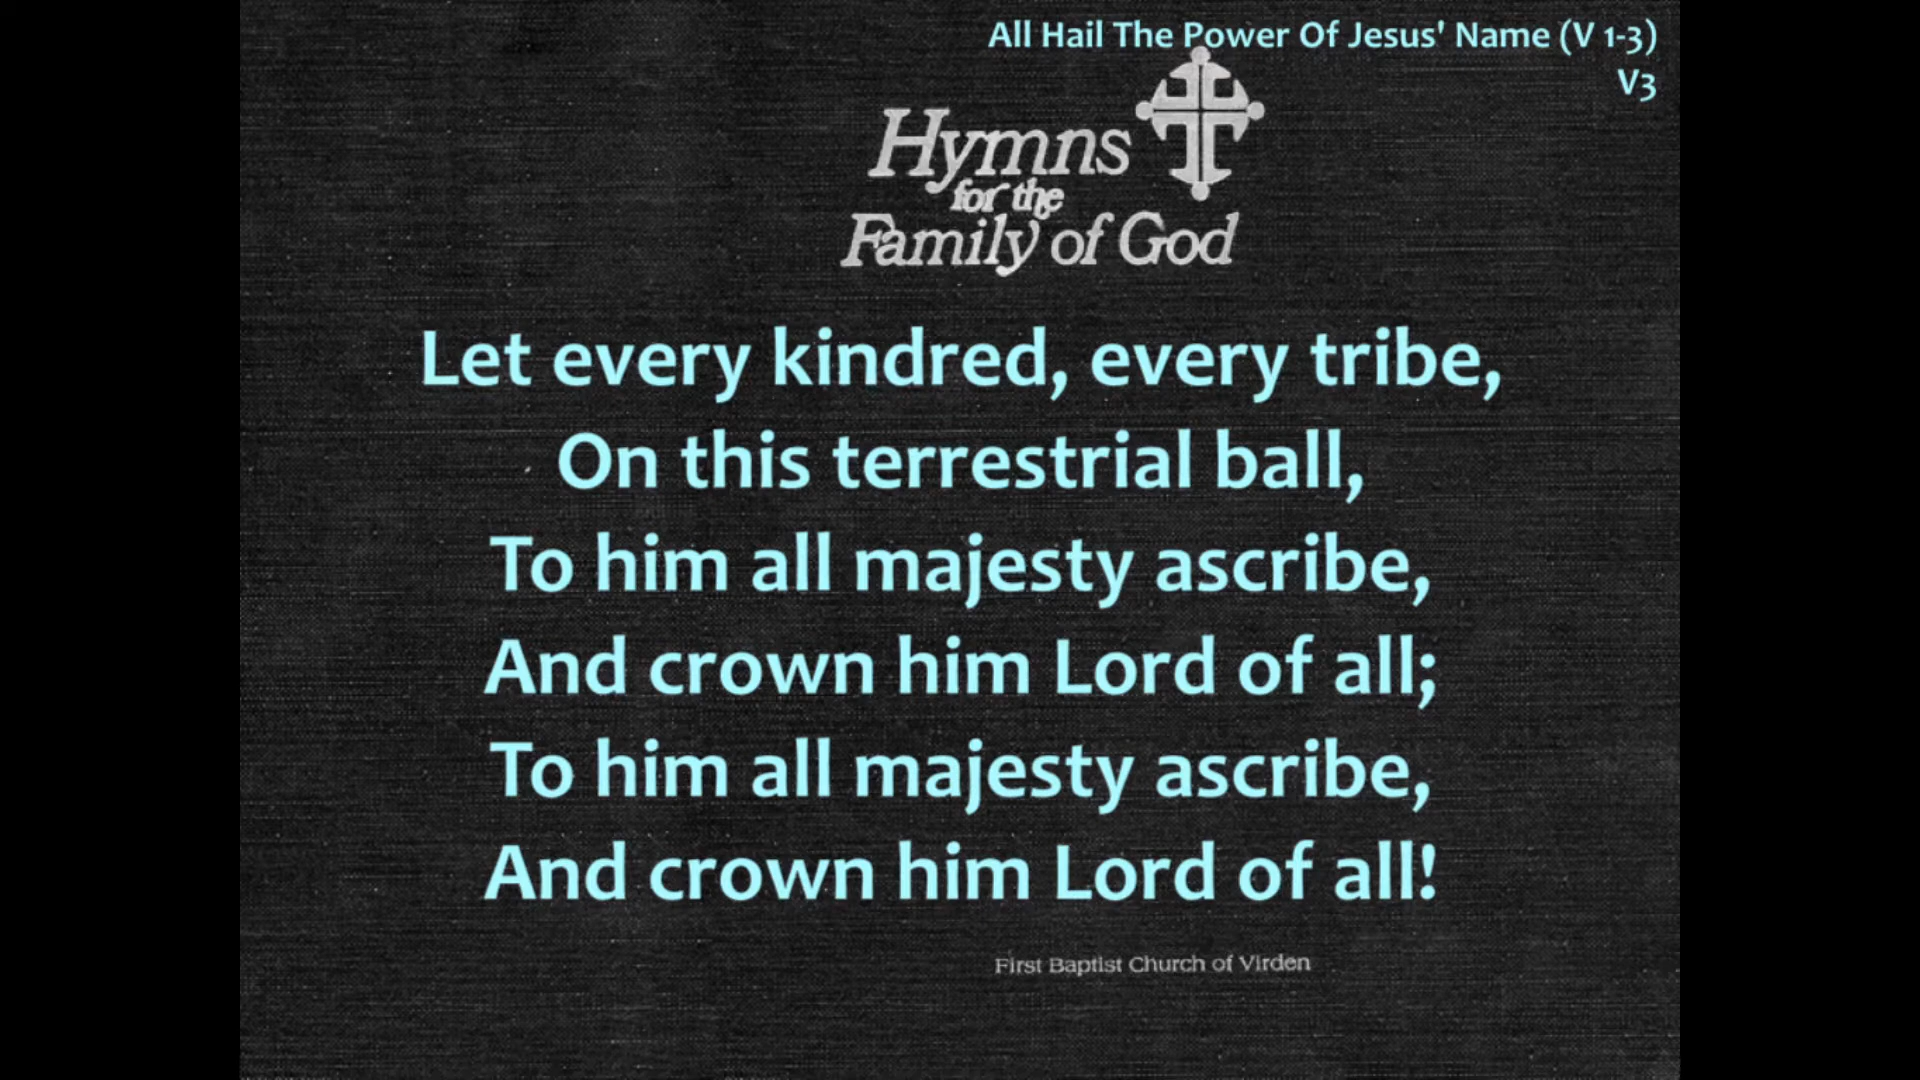 All Hail The Power Of Jesus' Name (V 1-3)
V3
Hymns
for the
Family of God
Let every kindred, every tribe,
On this terrestrial ball,
To him all majesty ascribe,
And crown him Lord of all;
To him all majesty ascribe,
And crown him Lord of all!
First Baptist Church of Virden